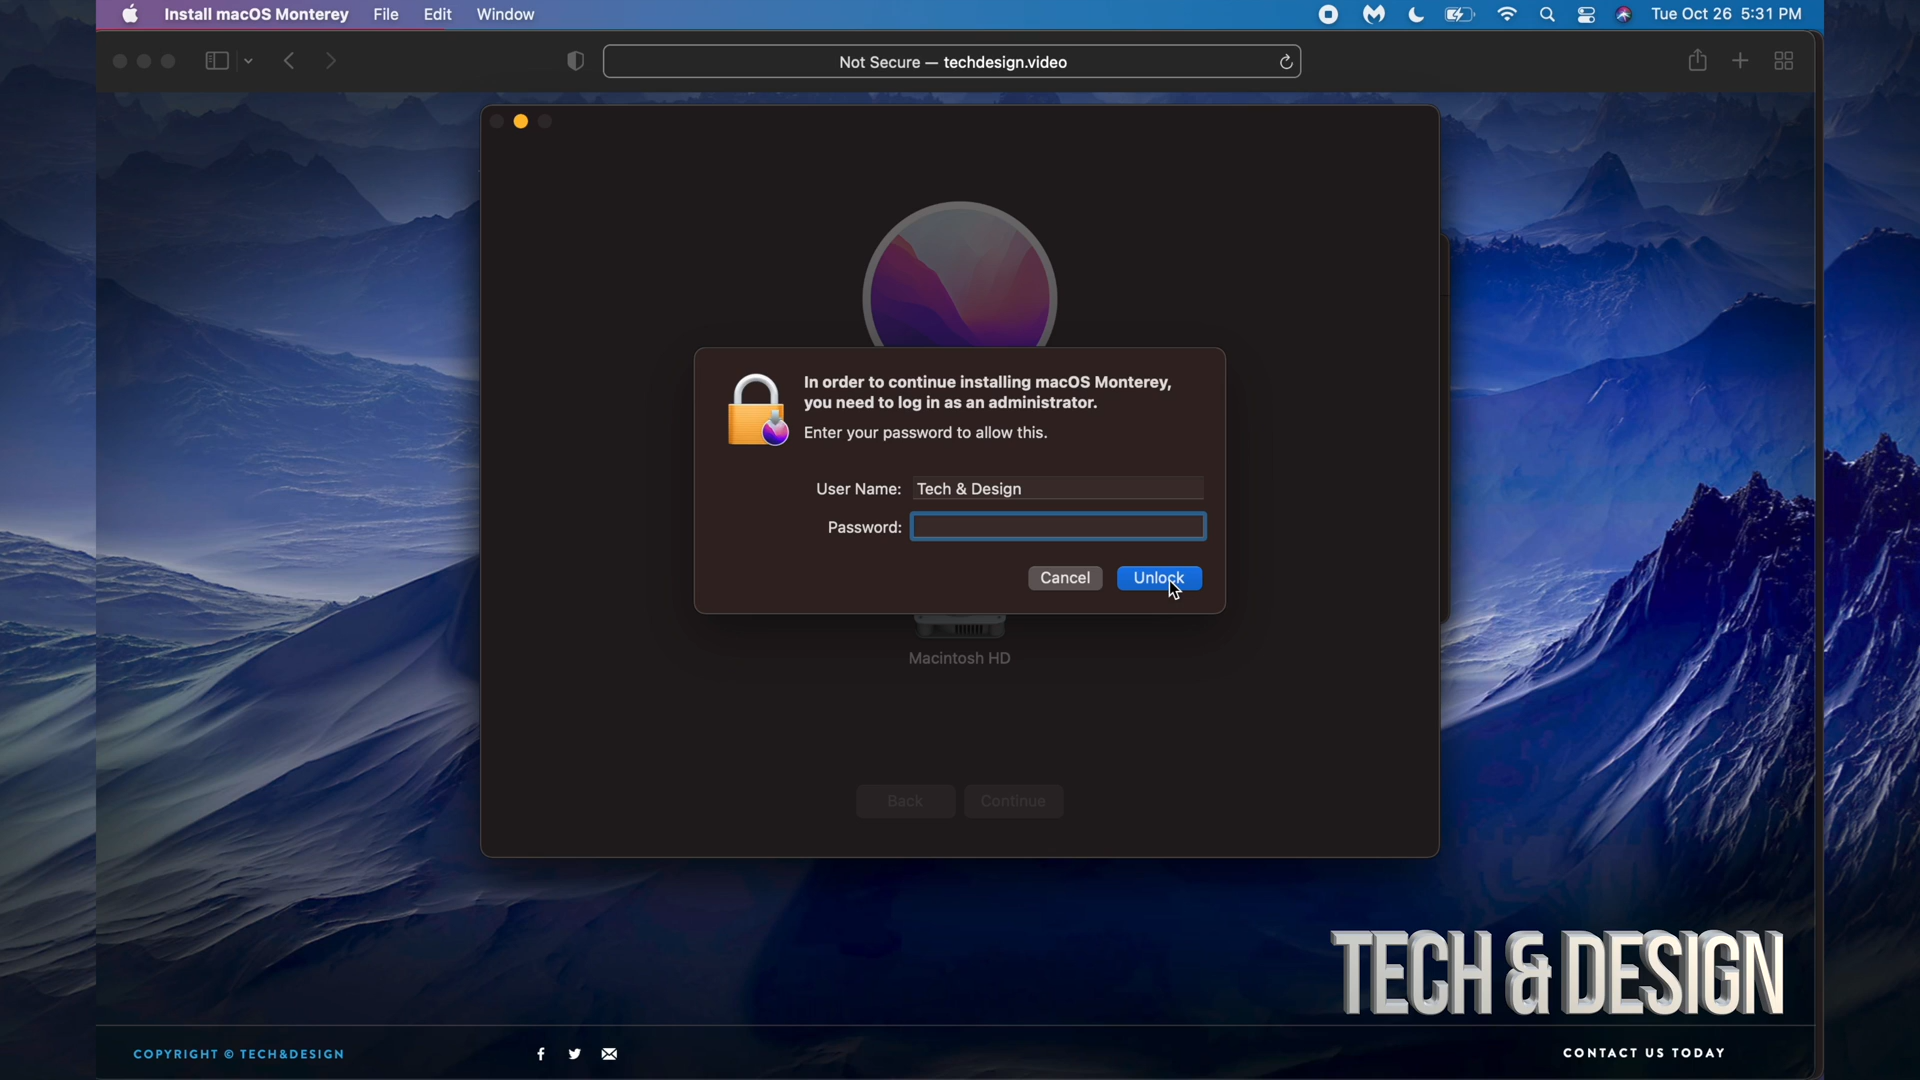 Install macOS Monterey File Edit Window Tue Oct 26 5:31 PM
Not Secure — techdesign.video
In order to continue installing macOS Monterey,
you need to log in as an administrator.
Enter your password to allow this.
User Name: Tech & Design
Password:
Cancel Unlock
Macintosh HD
Back Continue
TECH & DESIGN
COPYRIGHT © TECH&DESIGN
CONTACT US TODAY